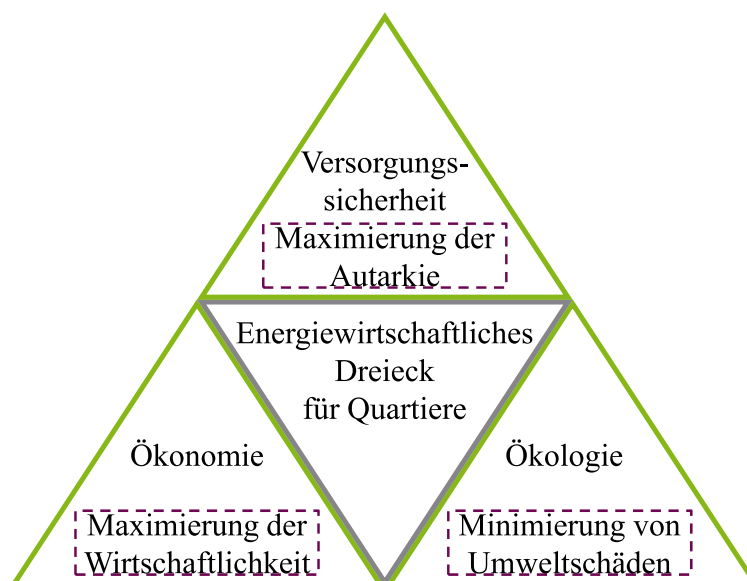 Versorgungs-
sicherheit
Maximierung der
Autarkie
Energiewirtschaftliches
Dreieck
für Quartiere
Ökonomie
Maximierung der
Wirtschaftlichkeit
Ökologie
Minimierung von
Umweltschäden